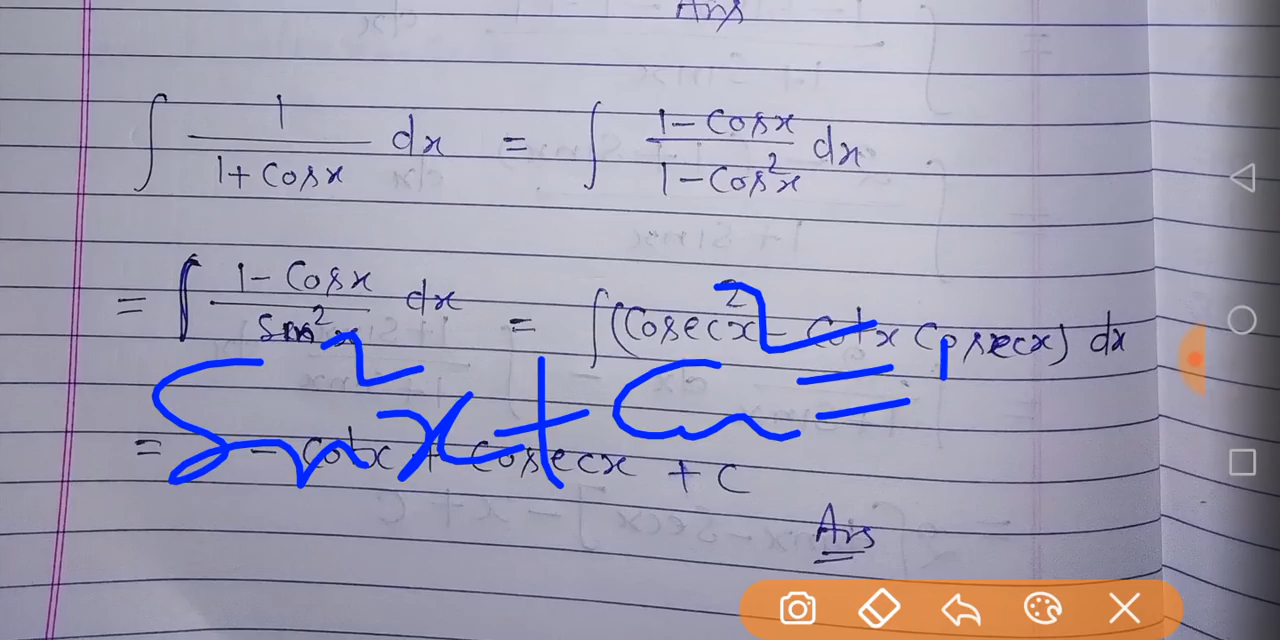 Ans
∫ 1/(1+Cosx) dx = ∫ (1-Cosx)/(1-Cos²x) dx
= ∫ (1-Cosx)/(Sin²x) dx = ∫(Cosec²x - Cotx Cosecx) dx
Sin²x + Cos²x = 1
= - Cotx + Cosecx + C
Ans